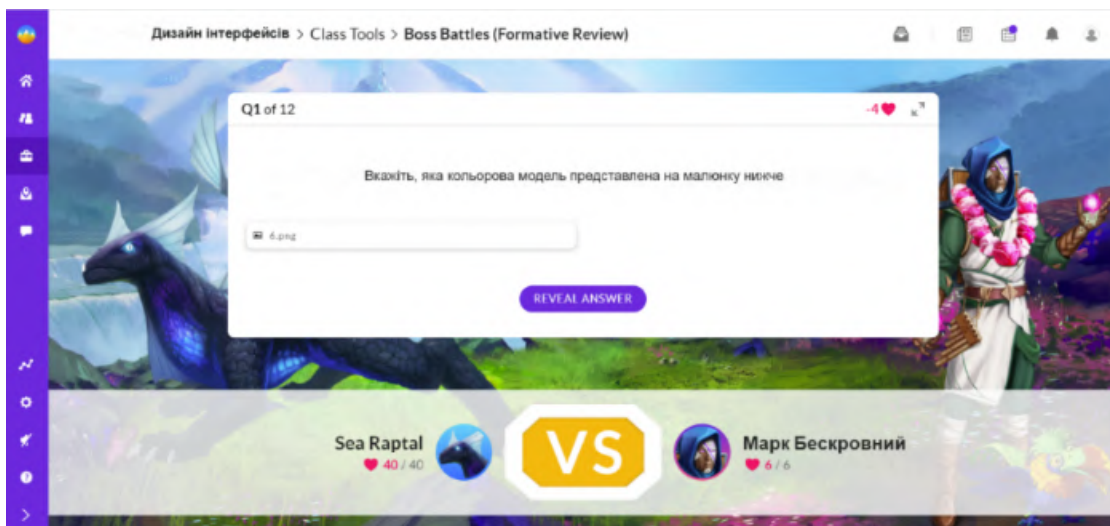 Дизайн інтерфейсів > Class Tools > Boss Battles (Formative Review)
Q1 of 12
-4
Вкажіть, яка кольорова модель представлена на малюнку нижче
6.png
REVEAL ANSWER
Sea Raptal
40 / 40
VS
Марк Бескровний
6 / 6